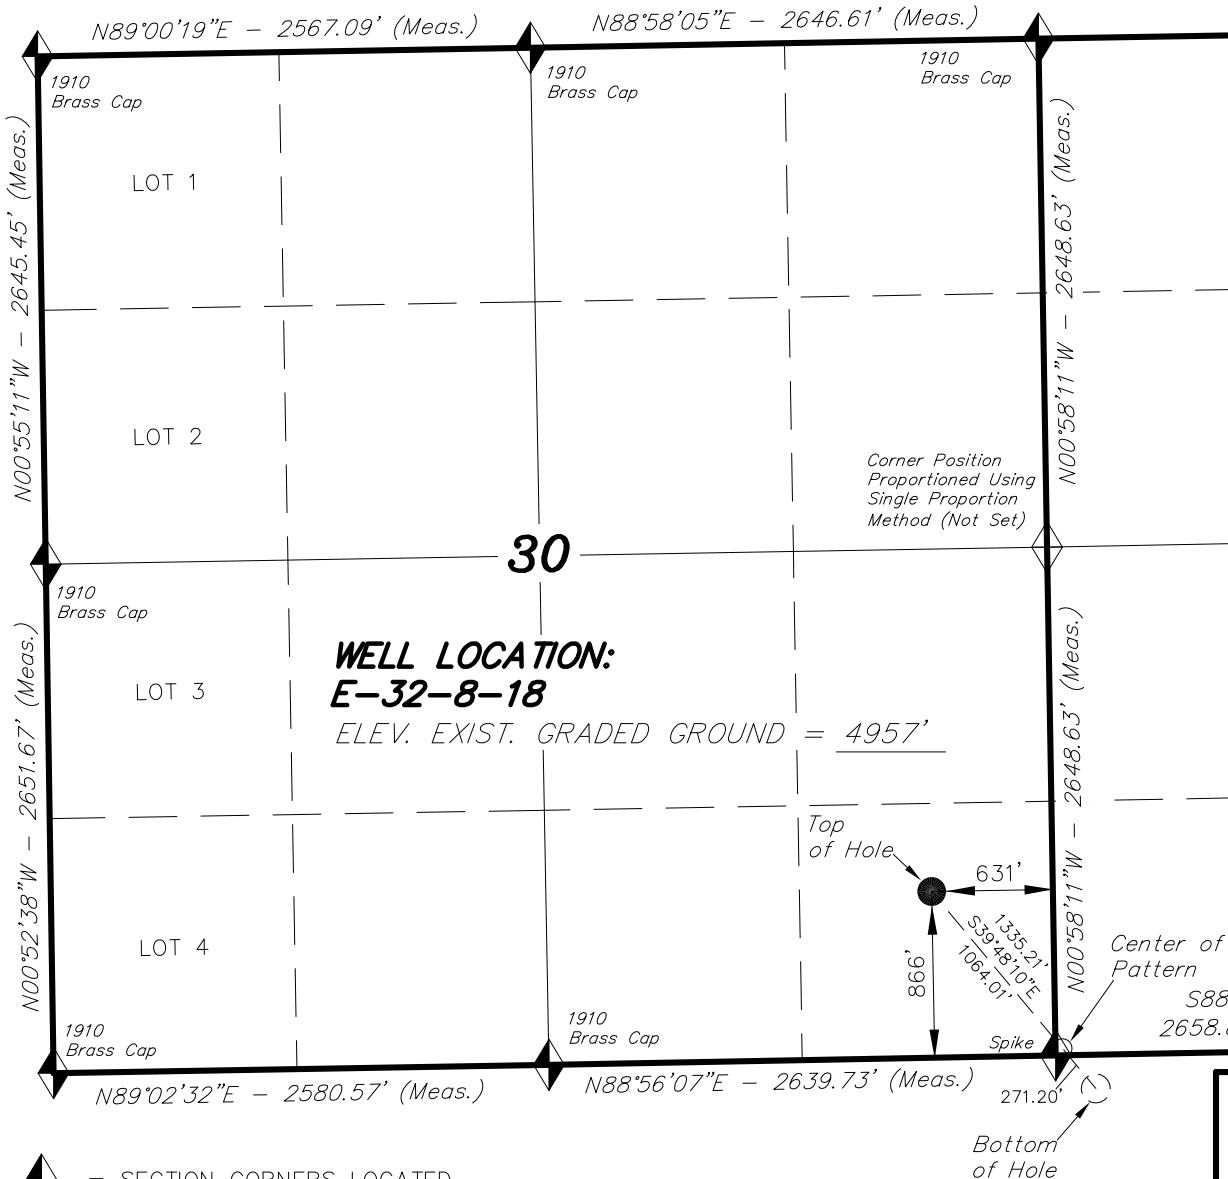 N89°00'19"E – 2567.09' (Meas.)
N88°58'05"E – 2646.61' (Meas.)
1910
Brass Cap
1910
Brass Cap
1910
Brass Cap
N00°55'11"W – 2645.45' (Meas.)
LOT 1
N00°58'11"W – 2648.63' (Meas.)
LOT 2
Corner Position
Proportioned Using
Single Proportion
Method (Not Set)
30
1910
Brass Cap
WELL LOCATION:
E–32–8–18
ELEV. EXIST. GRADED GROUND = 4957'
N00°52'38"W – 2651.67' (Meas.)
LOT 3
N00°58'11"W – 2648.63' (Meas.)
Top
of Hole
631'
866'
1335.21'
S39°48'10"E
1064.01'
LOT 4
Center of
Pattern
S88
2658.
1910
Brass Cap
1910
Brass Cap
Spike
N89°02'32"E – 2580.57' (Meas.)
N88°56'07"E – 2639.73' (Meas.)
271.20'
Bottom
of Hole
= SECTION CORNERS LOCATED